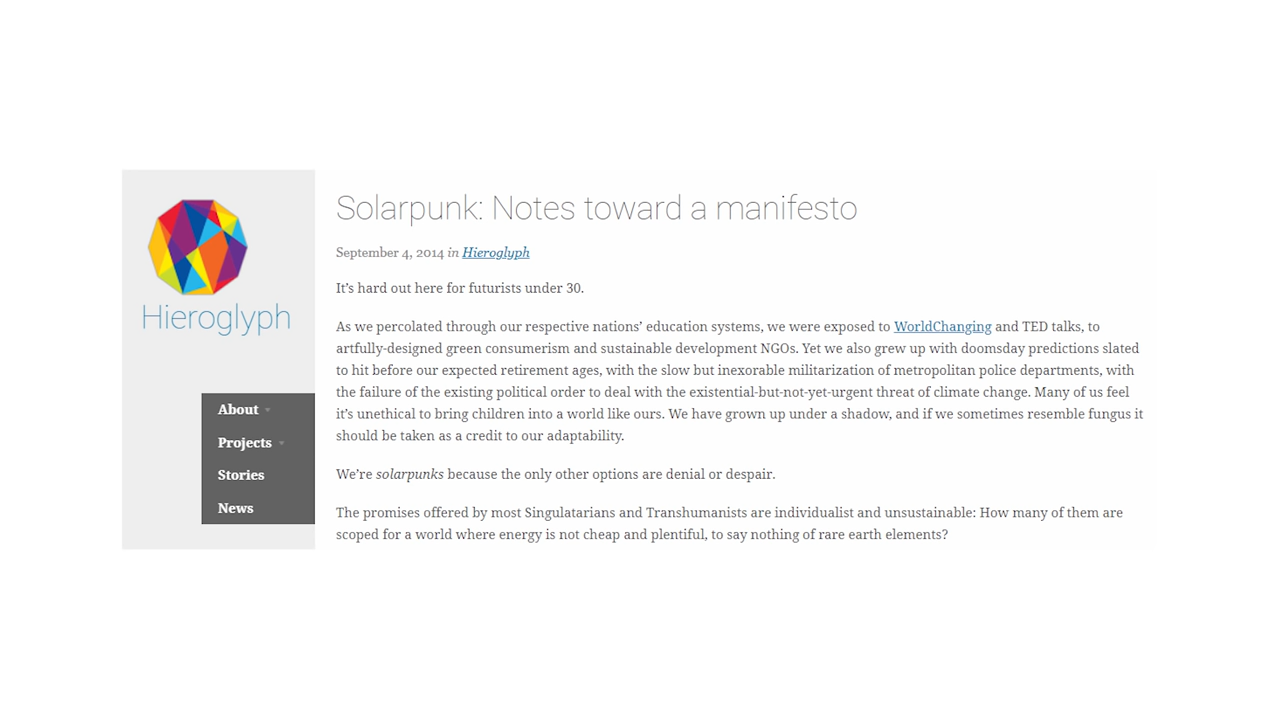 Hieroglyph
About
Projects
Stories
News
Solarpunk: Notes toward a manifesto
September 4, 2014 in Hieroglyph
It’s hard out here for futurists under 30.
As we percolated through our respective nations’ education systems, we were exposed to WorldChanging and TED talks, to
artfully-designed green consumerism and sustainable development NGOs. Yet we also grew up with doomsday predictions slated
to hit before our expected retirement ages, with the slow but inexorable militarization of metropolitan police departments, with
the failure of the existing political order to deal with the existential-but-not-yet-urgent threat of climate change. Many of us feel
it’s unethical to bring children into a world like ours. We have grown up under a shadow, and if we sometimes resemble fungus it
should be taken as a credit to our adaptability.
We’re solarpunks because the only other options are denial or despair.
The promises offered by most Singulatarians and Transhumanists are individualist and unsustainable: How many of them are
scoped for a world where energy is not cheap and plentiful, to say nothing of rare earth elements?